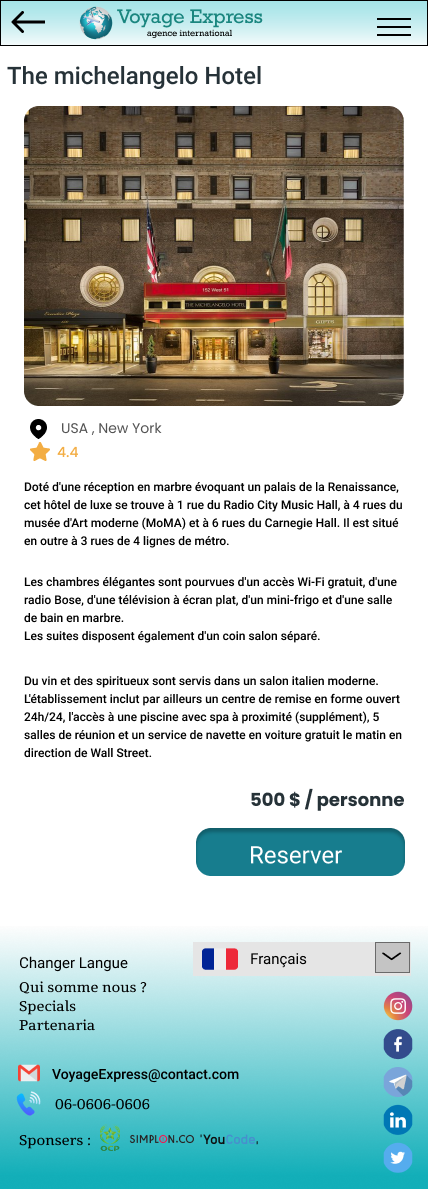 Voyage Express
agence international
The michelangelo Hotel
152 West 51
THE MICHELANGELO HOTEL
Executive Plaza
GIFTS
USA , New York
4.4
Doté d'une réception en marbre évoquant un palais de la Renaissance,
cet hôtel de luxe se trouve à 1 rue du Radio City Music Hall, à 4 rues du
musée d'Art moderne (MoMA) et à 6 rues du Carnegie Hall. Il est situé
en outre à 3 rues de 4 lignes de métro.
Les chambres élégantes sont pourvues d'un accès Wi-Fi gratuit, d'une
radio Bose, d'une télévision à écran plat, d'un mini-frigo et d'une salle
de bain en marbre.
Les suites disposent également d'un coin salon séparé.
Du vin et des spiritueux sont servis dans un salon italien moderne.
L'établissement inclut par ailleurs un centre de remise en forme ouvert
24h/24, l'accès à une piscine avec spa à proximité (supplément), 5
salles de réunion et un service de navette en voiture gratuit le matin en
direction de Wall Street.
500 $ / personne
Reserver
Changer Langue
Français
Qui somme nous ?
Specials
Partenaria
VoyageExpress@contact.com
06-0606-0606
Sponsers :
OCP
SIMPLON.CO
'YouCode,